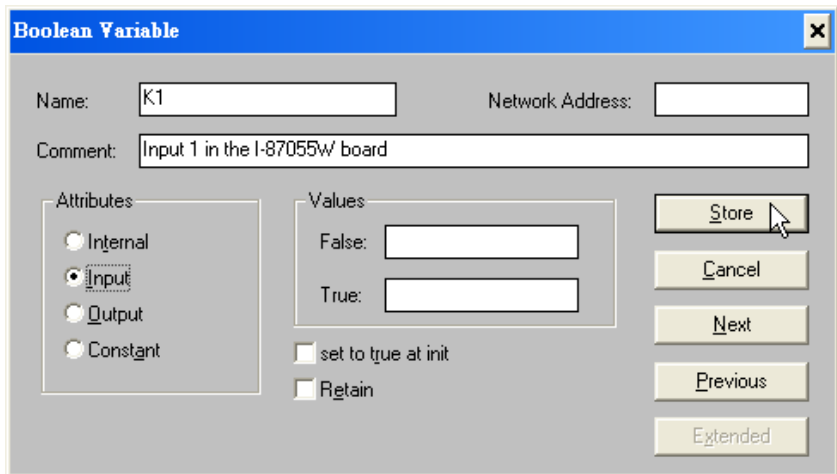 Boolean Variable
Name: K1 Network Address:
Comment: Input 1 in the I-87055W board
Attributes Values
Internal False:
Input True:
Output
Constant
set to true at init
Retain
Store
Cancel
Next
Previous
Extended